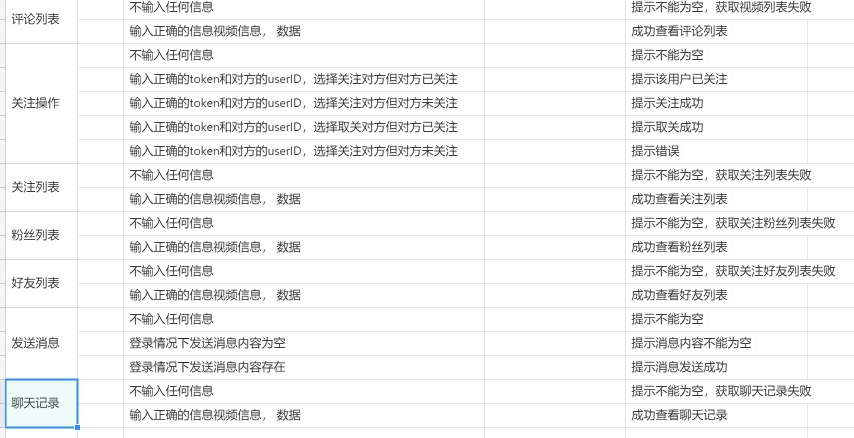 不输入任何信息 提示不能为空，获取视频列表失败
评论列表
输入正确的信息视频信息， 数据 成功查看评论列表
不输入任何信息 提示不能为空
输入正确的token和对方的userID，选择关注对方但对方已关注 提示该用户已关注
关注操作 输入正确的token和对方的userID，选择关注对方但对方未关注 提示关注成功
输入正确的token和对方的userID，选择取关对方但对方已关注 提示取关成功
输入正确的token和对方的userID，选择关注对方但对方未关注 提示错误
不输入任何信息 提示不能为空，获取关注列表失败
关注列表
输入正确的信息视频信息， 数据 成功查看关注列表
不输入任何信息 提示不能为空，获取关注粉丝列表失败
粉丝列表
输入正确的信息视频信息， 数据 成功查看粉丝列表
不输入任何信息 提示不能为空，获取关注好友列表失败
好友列表
输入正确的信息视频信息， 数据 成功查看好友列表
不输入任何信息 提示不能为空
发送消息 登录情况下发送消息内容为空 提示消息内容不能为空
登录情况下发送消息内容存在 提示消息发送成功
不输入任何信息 提示不能为空，获取聊天记录失败
聊天记录
输入正确的信息视频信息， 数据 成功查看聊天记录